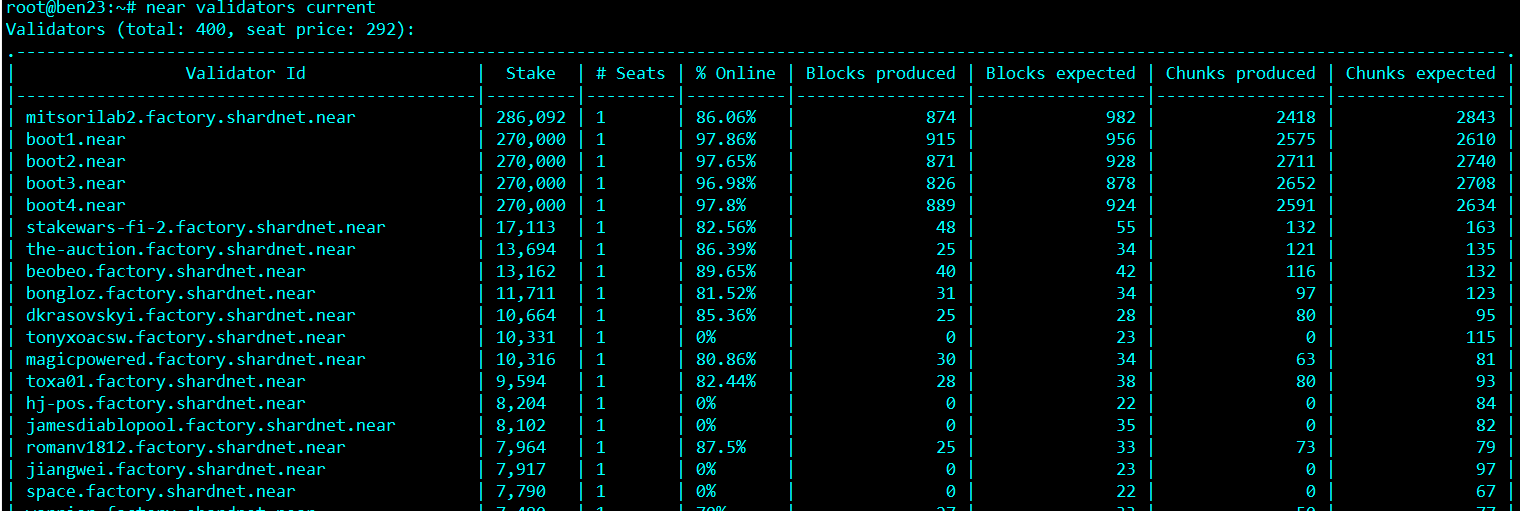 root@ben23:~# near validators current
Validators (total: 400, seat price: 292):
.-----------------------------------------------------------------------------------------------------------------------------------------------------.
| Validator Id | Stake | # Seats | % Online | Blocks produced | Blocks expected | Chunks produced | Chunks expected |
|----------------------------------------------|---------|---------|----------|-----------------|-----------------|-----------------|-----------------|
| mitsorilab2.factory.shardnet.near | 286,092 | 1 | 86.06% | 874 | 982 | 2418 | 2843 |
| boot1.near | 270,000 | 1 | 97.86% | 915 | 956 | 2575 | 2610 |
| boot2.near | 270,000 | 1 | 97.65% | 871 | 928 | 2711 | 2740 |
| boot3.near | 270,000 | 1 | 96.98% | 826 | 878 | 2652 | 2708 |
| boot4.near | 270,000 | 1 | 97.8% | 889 | 924 | 2591 | 2634 |
| stakewars-fi-2.factory.shardnet.near | 17,113 | 1 | 82.56% | 48 | 55 | 132 | 163 |
| the-auction.factory.shardnet.near | 13,694 | 1 | 86.39% | 25 | 34 | 121 | 135 |
| beobeo.factory.shardnet.near | 13,162 | 1 | 89.65% | 40 | 42 | 116 | 132 |
| bongloz.factory.shardnet.near | 11,711 | 1 | 81.52% | 31 | 34 | 97 | 123 |
| dkrasovskyi.factory.shardnet.near | 10,664 | 1 | 85.36% | 25 | 28 | 80 | 95 |
| tonyxoacsw.factory.shardnet.near | 10,331 | 1 | 0% | 0 | 23 | 0 | 115 |
| magicpowered.factory.shardnet.near | 10,316 | 1 | 80.86% | 30 | 34 | 63 | 81 |
| toxa01.factory.shardnet.near | 9,594 | 1 | 82.44% | 28 | 38 | 80 | 93 |
| hj-pos.factory.shardnet.near | 8,204 | 1 | 0% | 0 | 22 | 0 | 84 |
| jamesdiablopool.factory.shardnet.near | 8,102 | 1 | 0% | 0 | 35 | 0 | 82 |
| romanv1812.factory.shardnet.near | 7,964 | 1 | 87.5% | 25 | 33 | 73 | 79 |
| jiangwei.factory.shardnet.near | 7,917 | 1 | 0% | 0 | 23 | 0 | 97 |
| space.factory.shardnet.near | 7,790 | 1 | 0% | 0 | 22 | 0 | 67 |